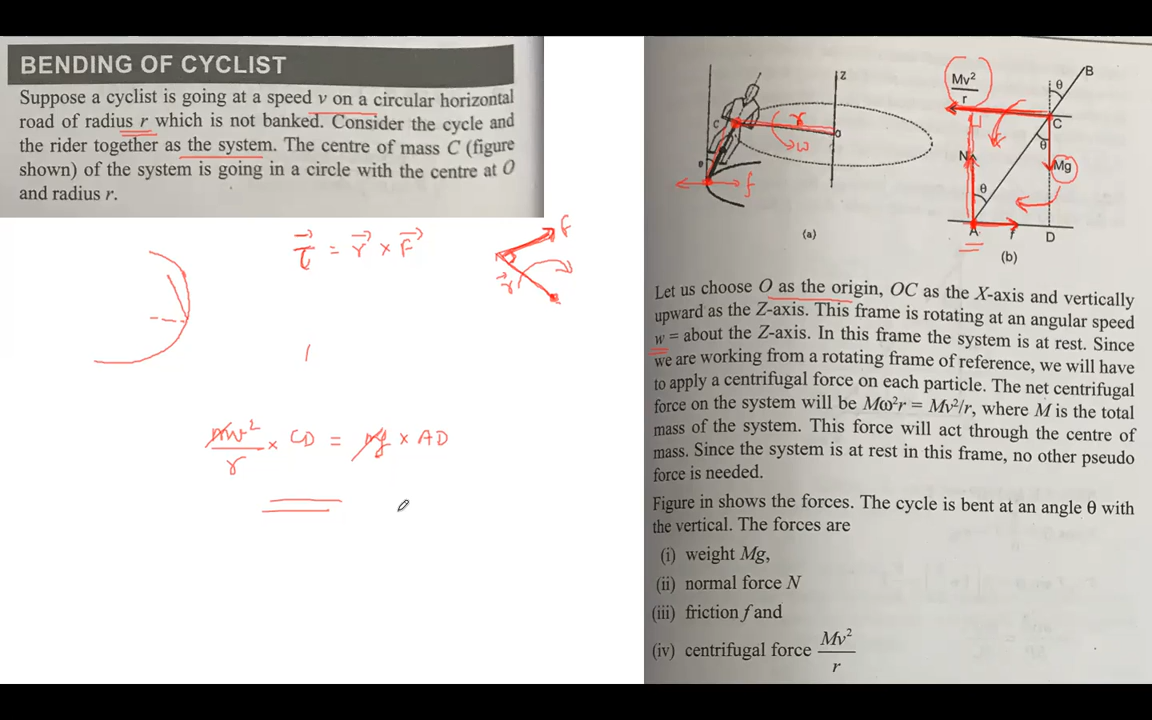 BENDING OF CYCLIST
Suppose a cyclist is going at a speed v on a circular horizontal
road of radius r which is not banked. Consider the cycle and
the rider together as the system. The centre of mass C (figure
shown) of the system is going in a circle with the centre at O
and radius r.
τ⃗ = r⃗ × F⃗
F
r⃗
mv²/r × CD = mg × AD
Z
C
r
O
ω
θ
f
(a)
Mv²/r
θ
B
C
θ
N
Mg
θ
A
f
D
(b)
Let us choose O as the origin, OC as the X-axis and vertically
upward as the Z-axis. This frame is rotating at an angular speed
w = about the Z-axis. In this frame the system is at rest. Since
we are working from a rotating frame of reference, we will have
to apply a centrifugal force on each particle. The net centrifugal
force on the system will be Mω²r = Mv²/r, where M is the total
mass of the system. This force will act through the centre of
mass. Since the system is at rest in this frame, no other pseudo
force is needed.
Figure in shows the forces. The cycle is bent at an angle θ with
the vertical. The forces are
(i) weight Mg,
(ii) normal force N
(iii) friction f and
(iv) centrifugal force Mv²/r